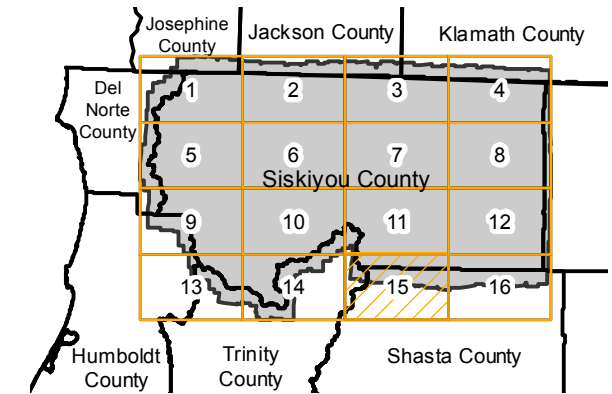 Josephine
County
Jackson County
Klamath County
Del
Norte
County
1
2
3
4
5
6
7
8
Siskiyou County
9
10
11
12
13
14
15
16
Humboldt
County
Trinity
County
Shasta County